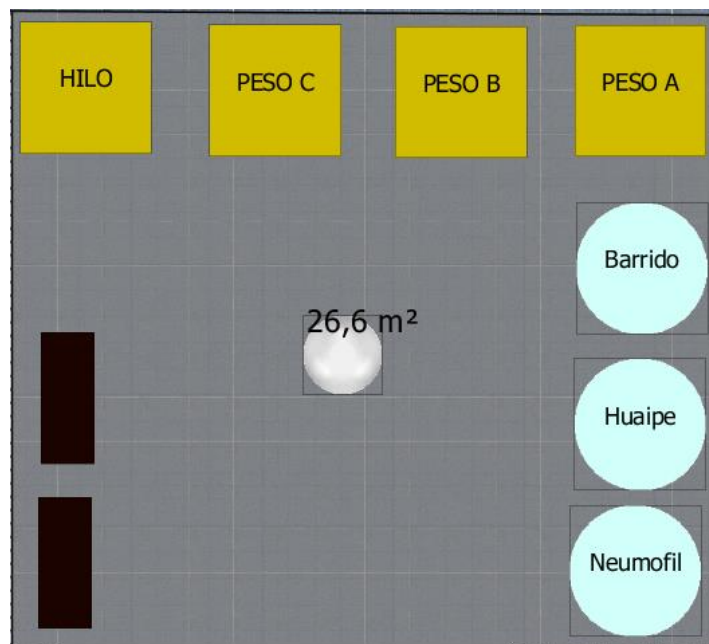 HILO
PESO C
PESO B
PESO A
Barrido
26,6 m²
Huaipe
Neumofil